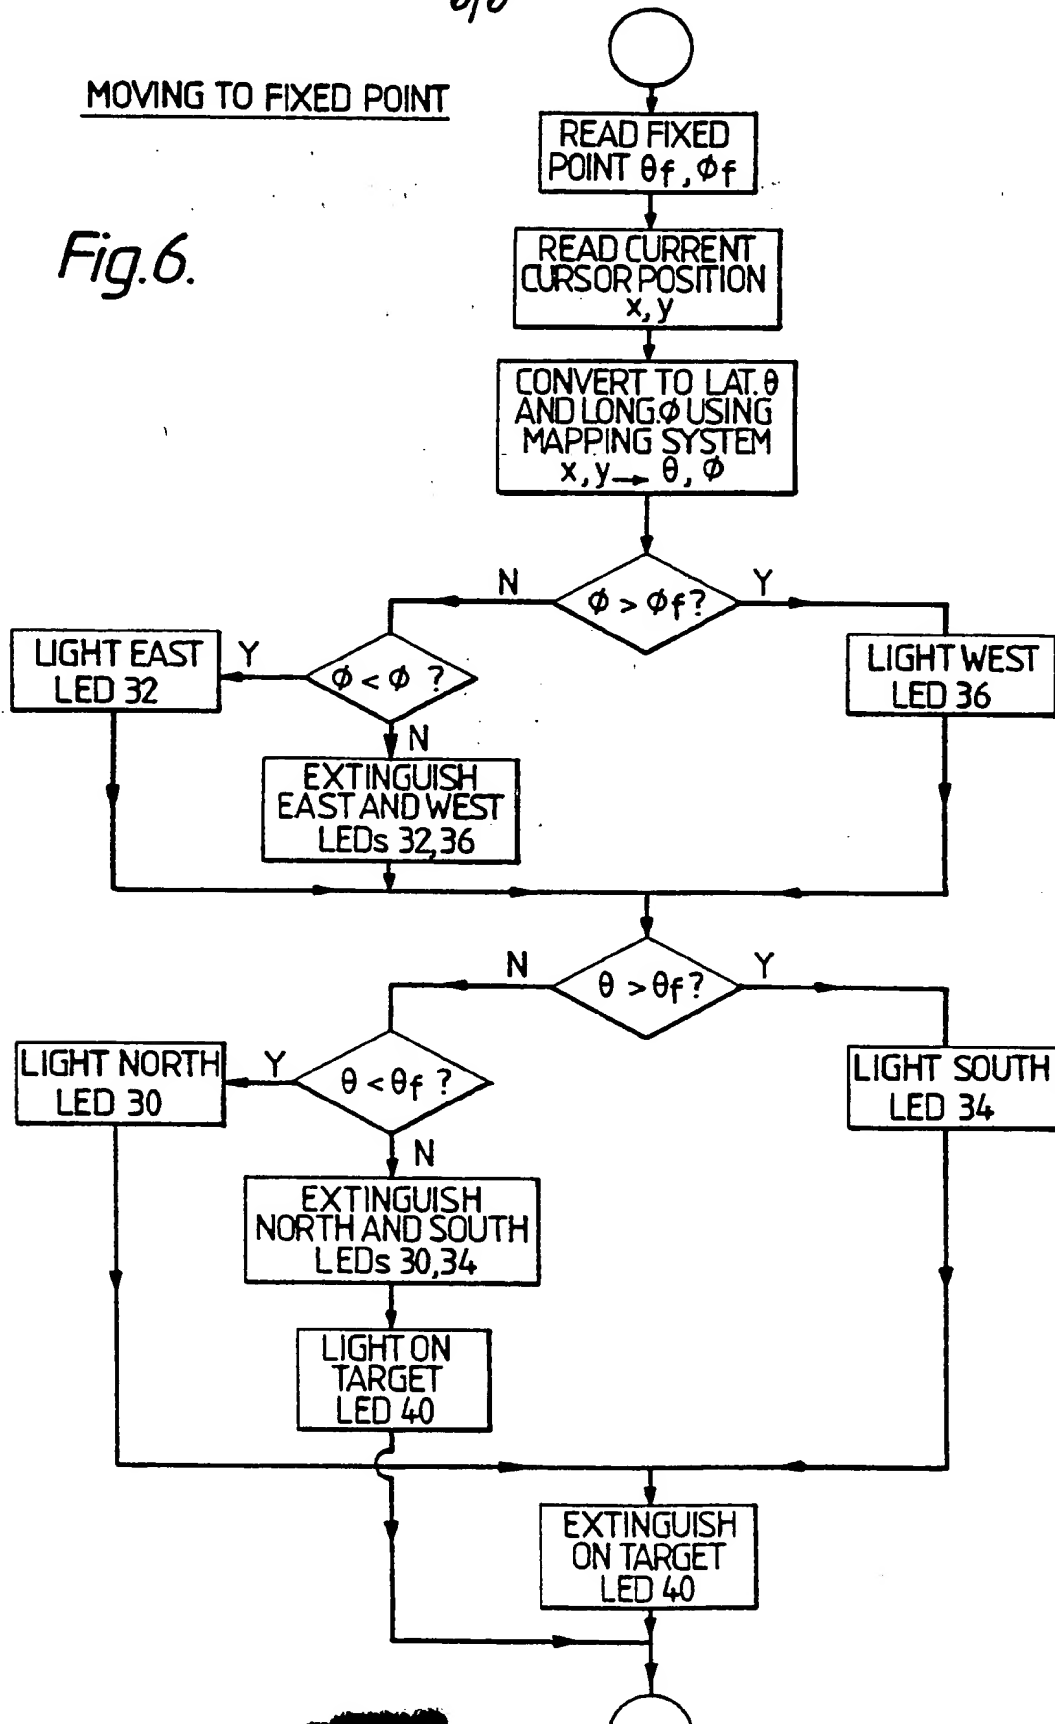 6/6
MOVING TO FIXED POINT
Fig.6.
READ FIXED
POINT θf, ϕf
READ CURRENT
CURSOR POSITION
x, y
CONVERT TO LAT. θ
AND LONG. ϕ USING
MAPPING SYSTEM
x, y → θ, ϕ
ϕ > ϕf?
N
Y
LIGHT EAST
LED 32
Y
ϕ < ϕ ?
N
LIGHT WEST
LED 36
EXTINGUISH
EAST AND WEST
LEDs 32,36
θ > θf?
N
Y
LIGHT NORTH
LED 30
Y
θ < θf ?
N
LIGHT SOUTH
LED 34
EXTINGUISH
NORTH AND SOUTH
LEDs 30,34
LIGHT ON
TARGET
LED 40
EXTINGUISH
ON TARGET
LED 40